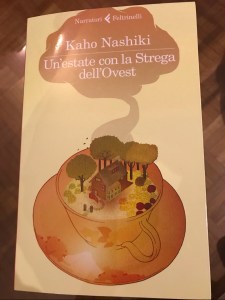 Narratori Feltrinelli
Kaho Nashiki
Un'estate con la Strega
dell'Ovest